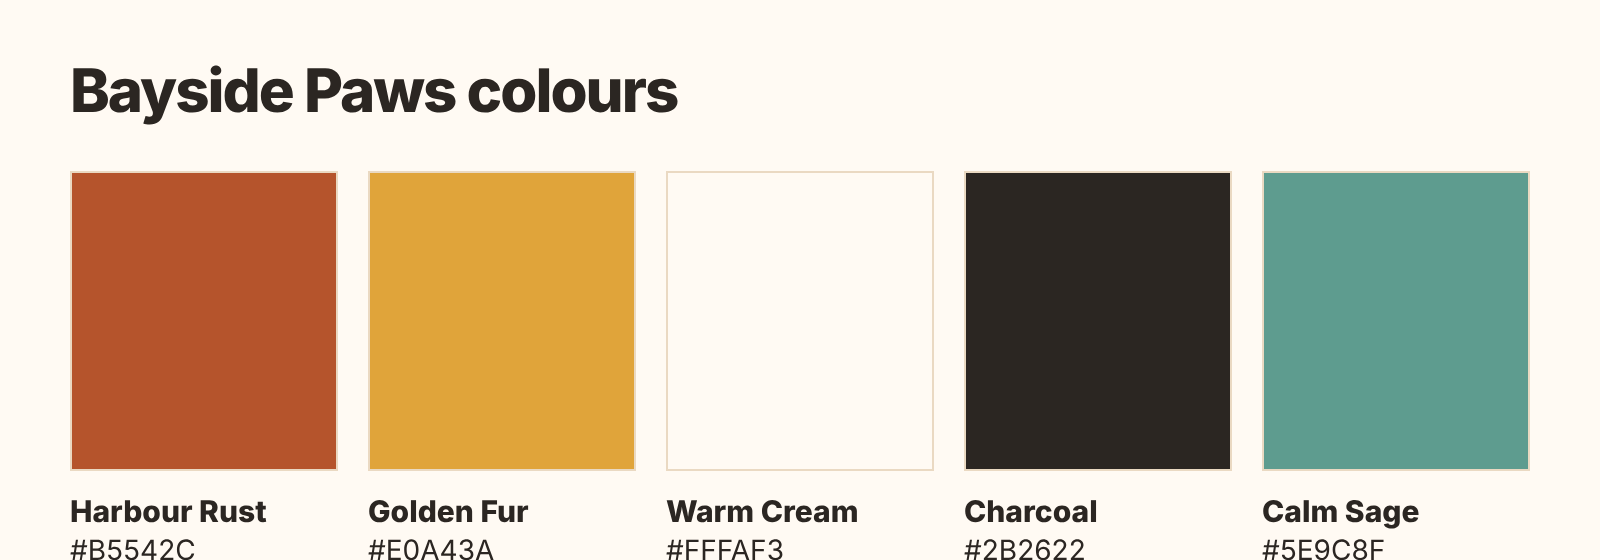 Bayside Paws colours
Harbour Rust Golden Fur Warm Cream Charcoal Calm Sage
#B5542C #E0A43A #FFFAF3 #2B2622 #5E9C8F